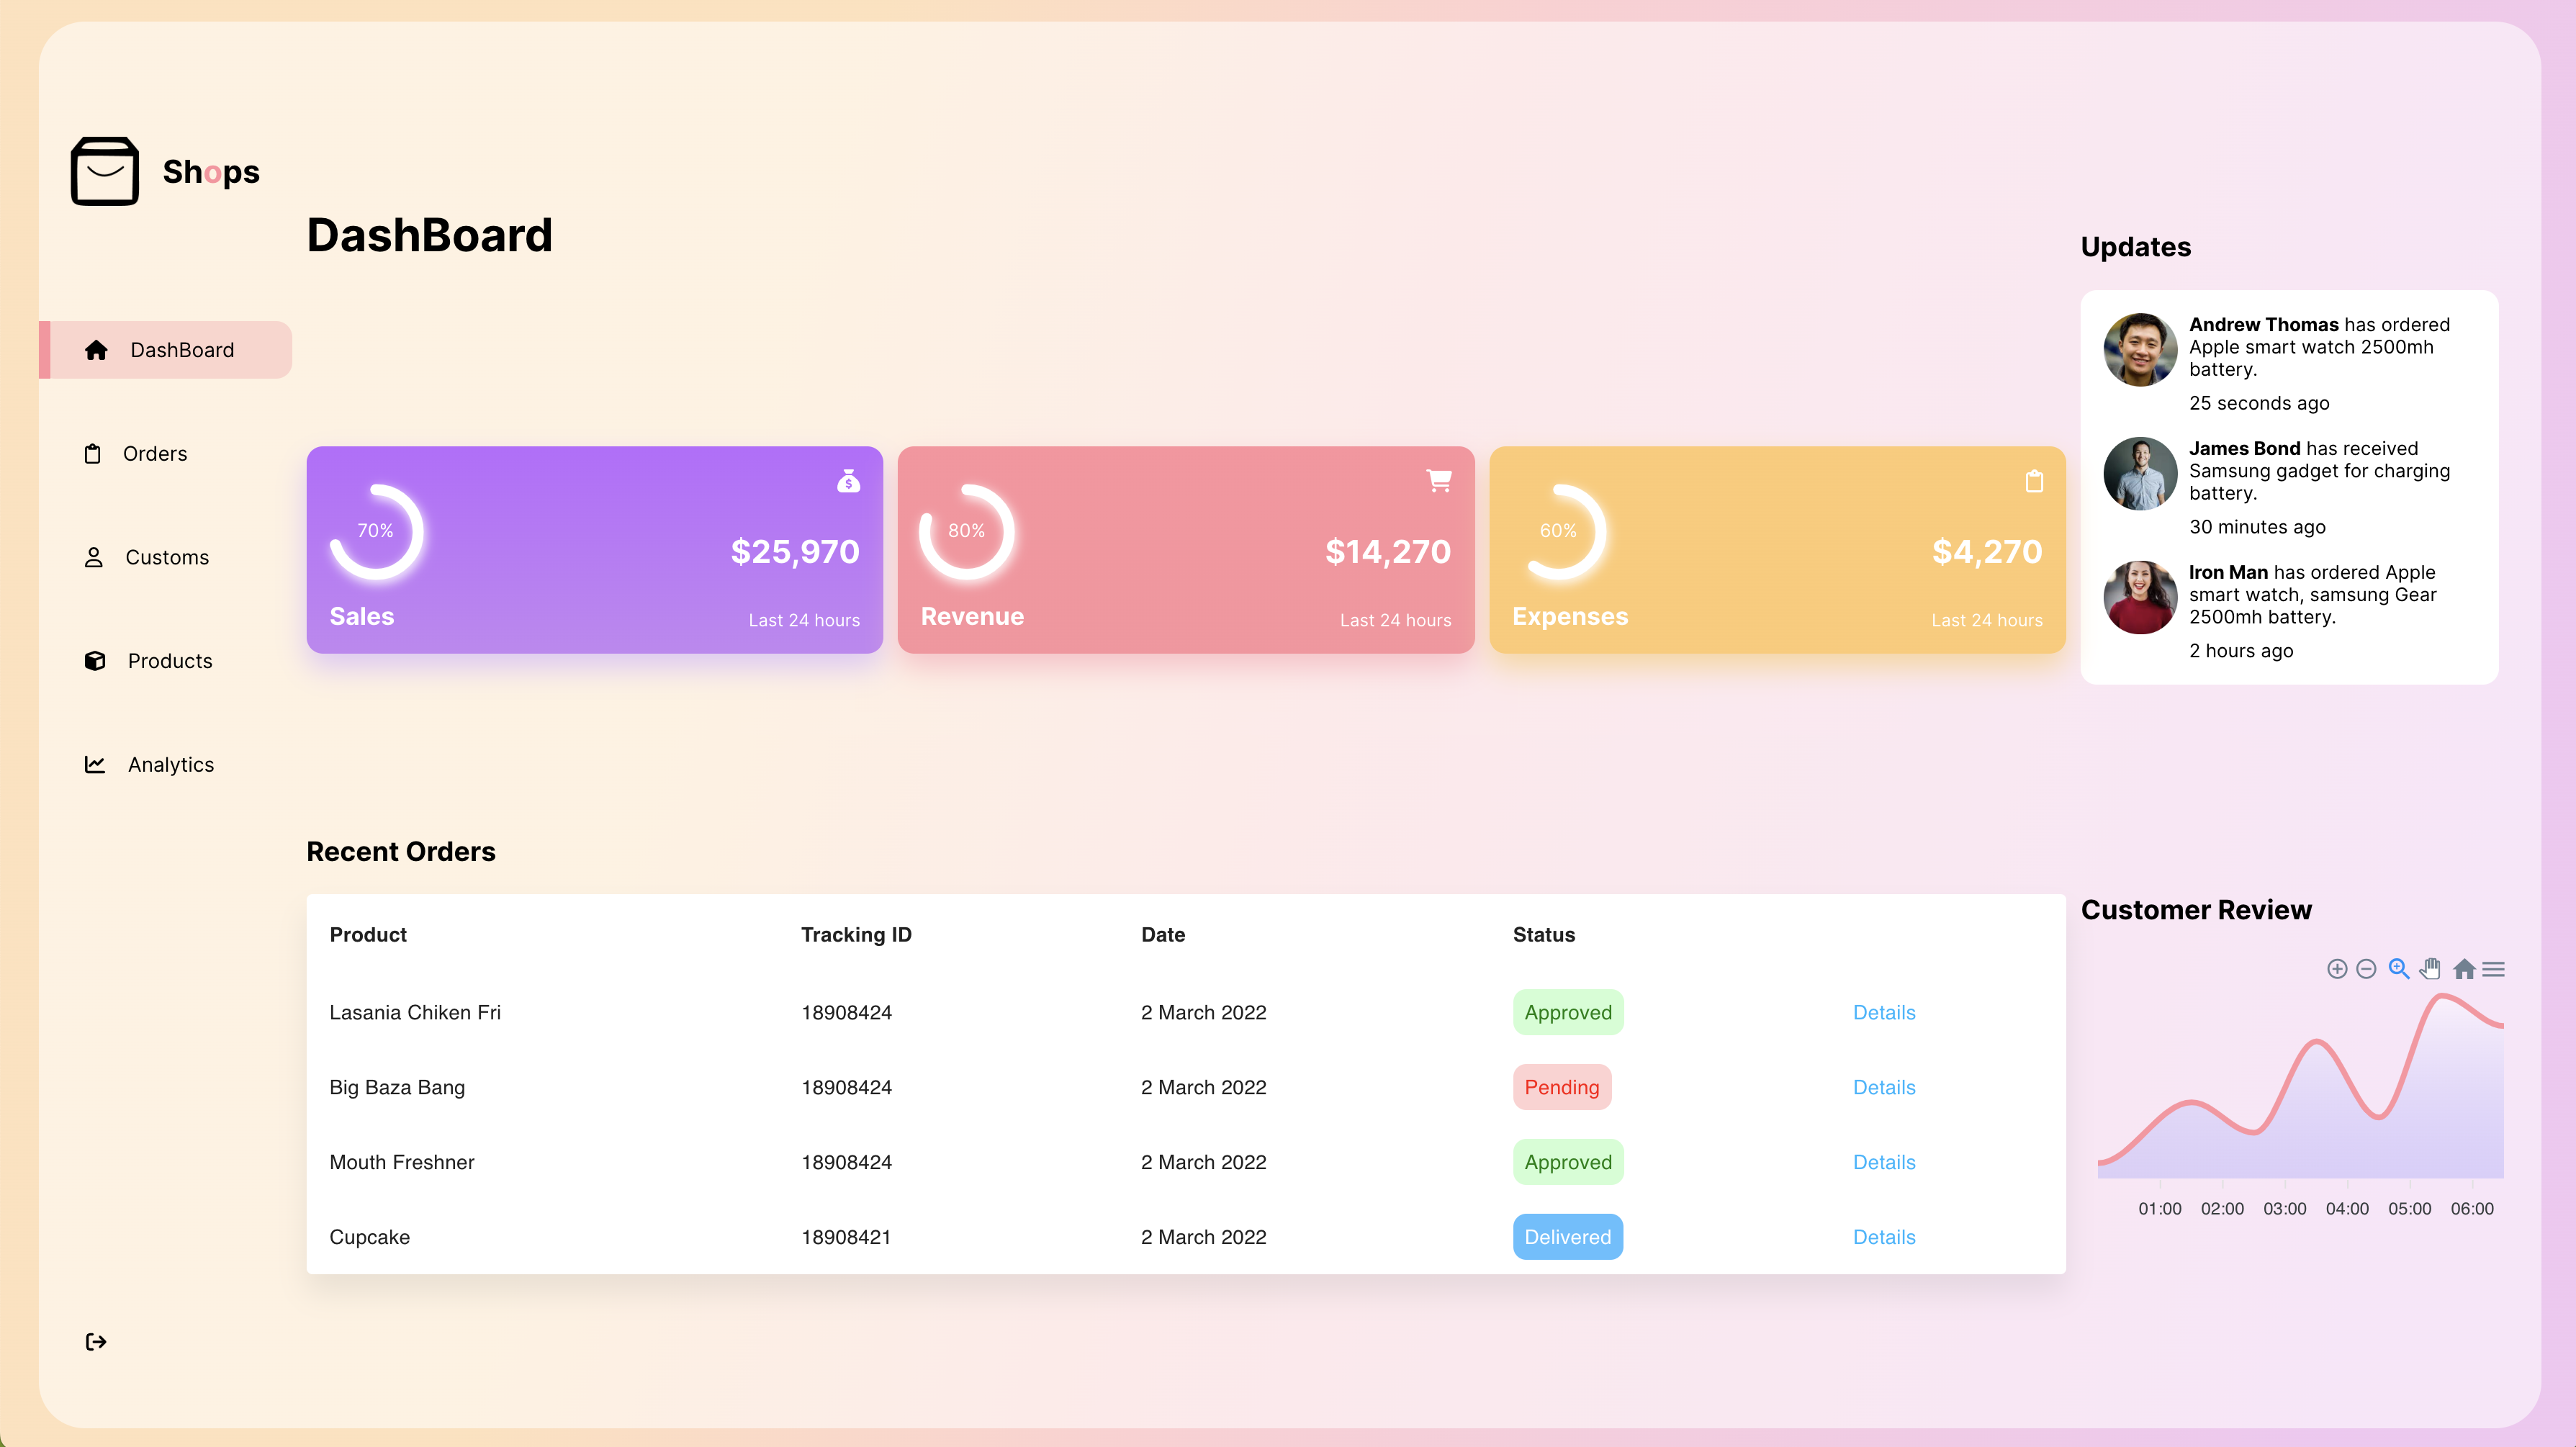 Shops
DashBoard
Orders
Customs
Products
Analytics
DashBoard
70%
Sales
$25,970
Last 24 hours
80%
Revenue
$14,270
Last 24 hours
60%
Expenses
$4,270
Last 24 hours
Recent Orders
Product Tracking ID Date Status
Lasania Chiken Fri 18908424 2 March 2022 Approved Details
Big Baza Bang 18908424 2 March 2022 Pending Details
Mouth Freshner 18908424 2 March 2022 Approved Details
Cupcake 18908421 2 March 2022 Delivered Details
Updates
Andrew Thomas has ordered
Apple smart watch 2500mh
battery.
25 seconds ago
James Bond has received
Samsung gadget for charging
battery.
30 minutes ago
Iron Man has ordered Apple
smart watch, samsung Gear
2500mh battery.
2 hours ago
Customer Review
01:00 02:00 03:00 04:00 05:00 06:00